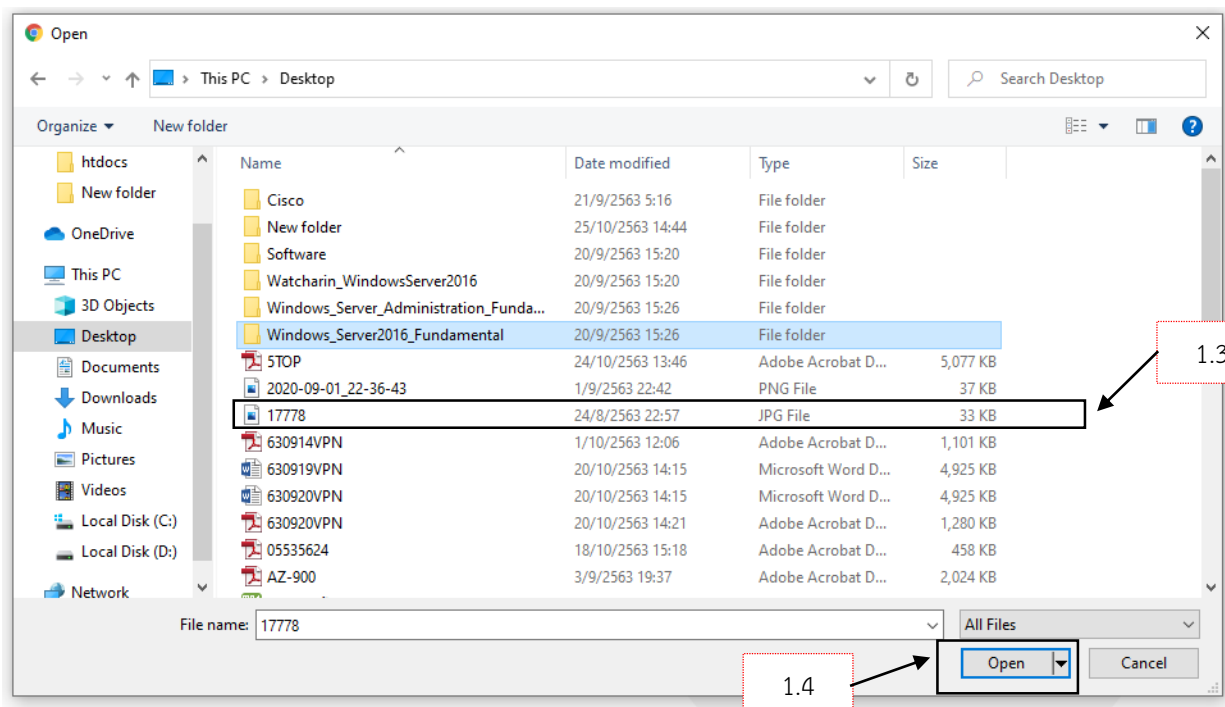 Open
This PC > Desktop
Search Desktop
Organize
New folder
htdocs
New folder
OneDrive
This PC
3D Objects
Desktop
Documents
Downloads
Music
Pictures
Videos
Local Disk (C:)
Local Disk (D:)
Network
Name Date modified Type Size
Cisco 21/9/2563 5:16 File folder
New folder 25/10/2563 14:44 File folder
Software 20/9/2563 15:20 File folder
Watcharin_WindowsServer2016 20/9/2563 15:20 File folder
Windows_Server_Administration_Funda... 20/9/2563 15:26 File folder
Windows_Server2016_Fundamental 20/9/2563 15:26 File folder
5TOP 24/10/2563 13:46 Adobe Acrobat D... 5,077 KB
2020-09-01_22-36-43 1/9/2563 22:42 PNG File 37 KB
17778 24/8/2563 22:57 JPG File 33 KB
630914VPN 1/10/2563 12:06 Adobe Acrobat D... 1,101 KB
630919VPN 20/10/2563 14:15 Microsoft Word D... 4,925 KB
630920VPN 20/10/2563 14:15 Microsoft Word D... 4,925 KB
630920VPN 20/10/2563 14:21 Adobe Acrobat D... 1,280 KB
05535624 18/10/2563 15:18 Adobe Acrobat D... 458 KB
AZ-900 3/9/2563 19:37 Adobe Acrobat D... 2,024 KB
1.3
File name: 17778
All Files
Open
Cancel
1.4